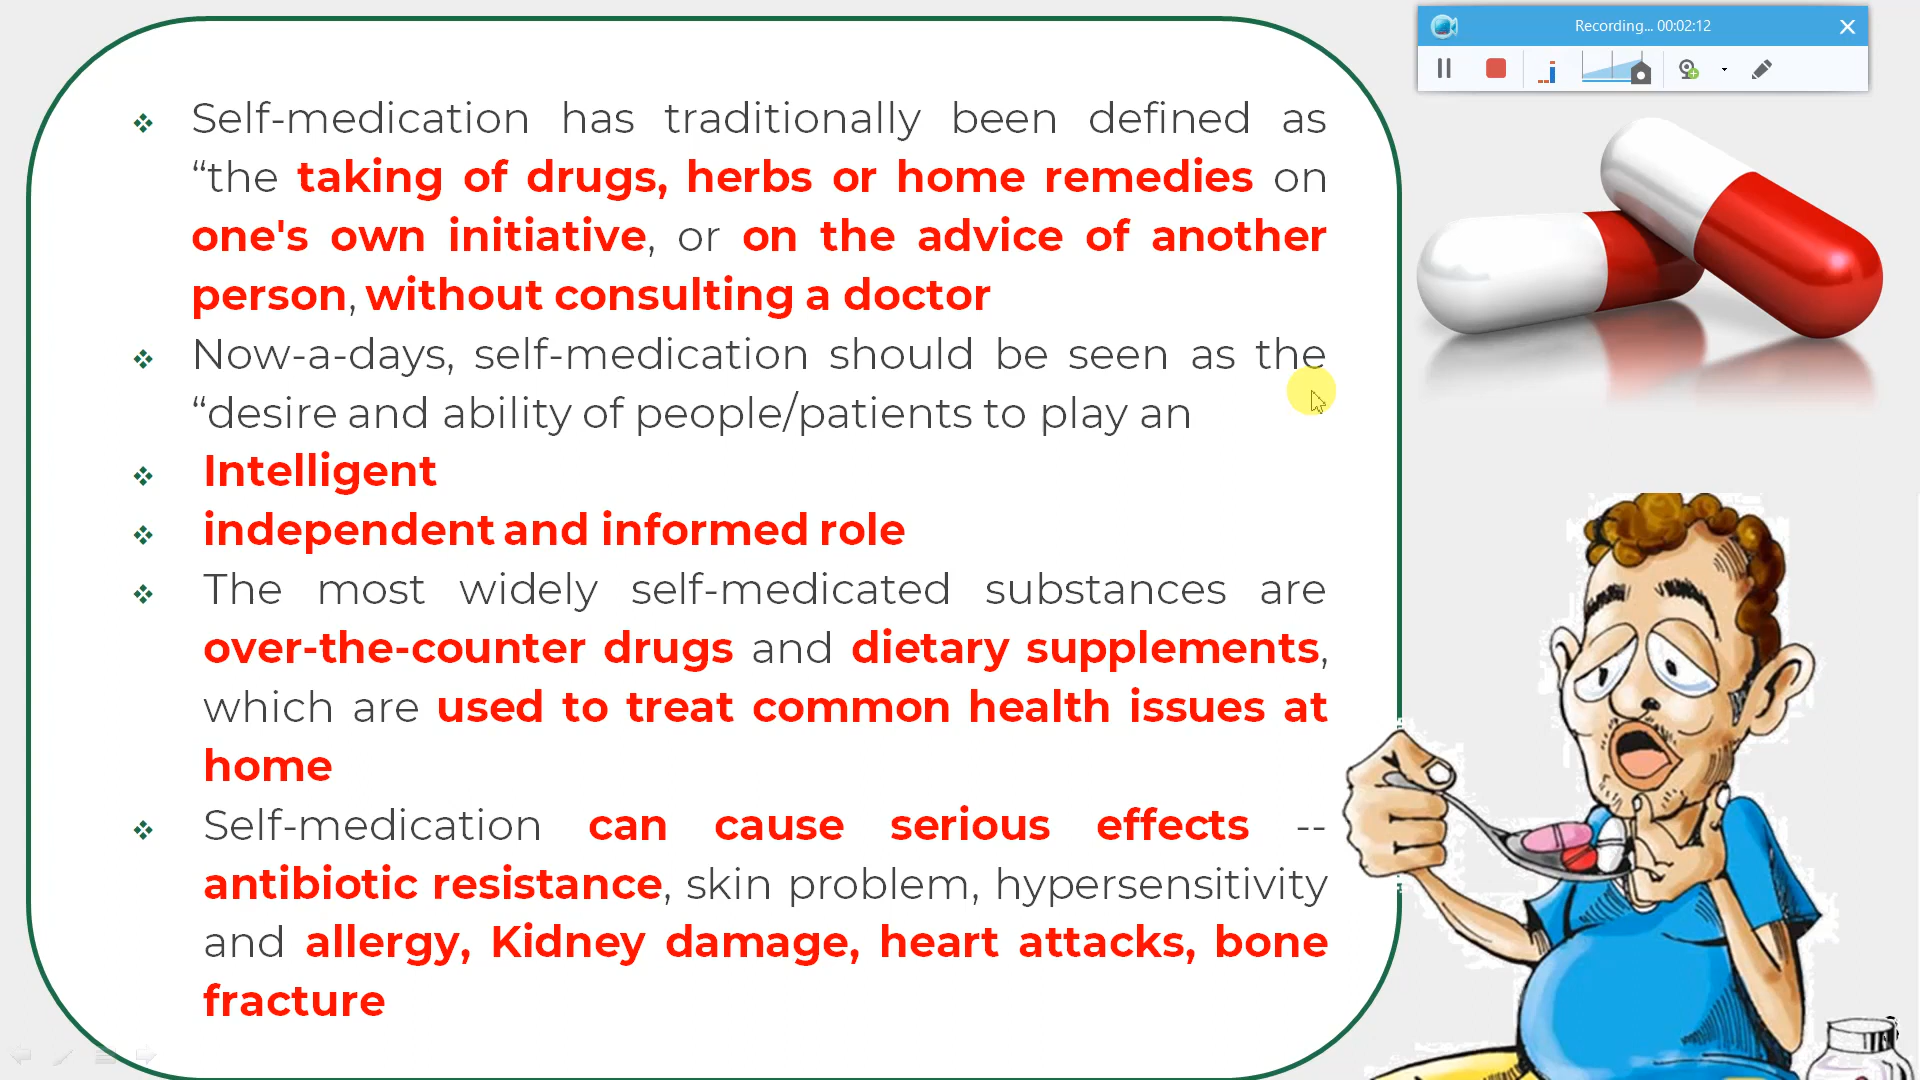 Recording... 00:02:12
Self-medication has traditionally been defined as
“the taking of drugs, herbs or home remedies on
one's own initiative, or on the advice of another
person, without consulting a doctor
Now-a-days, self-medication should be seen as the
“desire and ability of people/patients to play an
Intelligent
independent and informed role
The most widely self-medicated substances are
over-the-counter drugs and dietary supplements,
which are used to treat common health issues at
home
Self-medication can cause serious effects --
antibiotic resistance, skin problem, hypersensitivity
and allergy, Kidney damage, heart attacks, bone
fracture